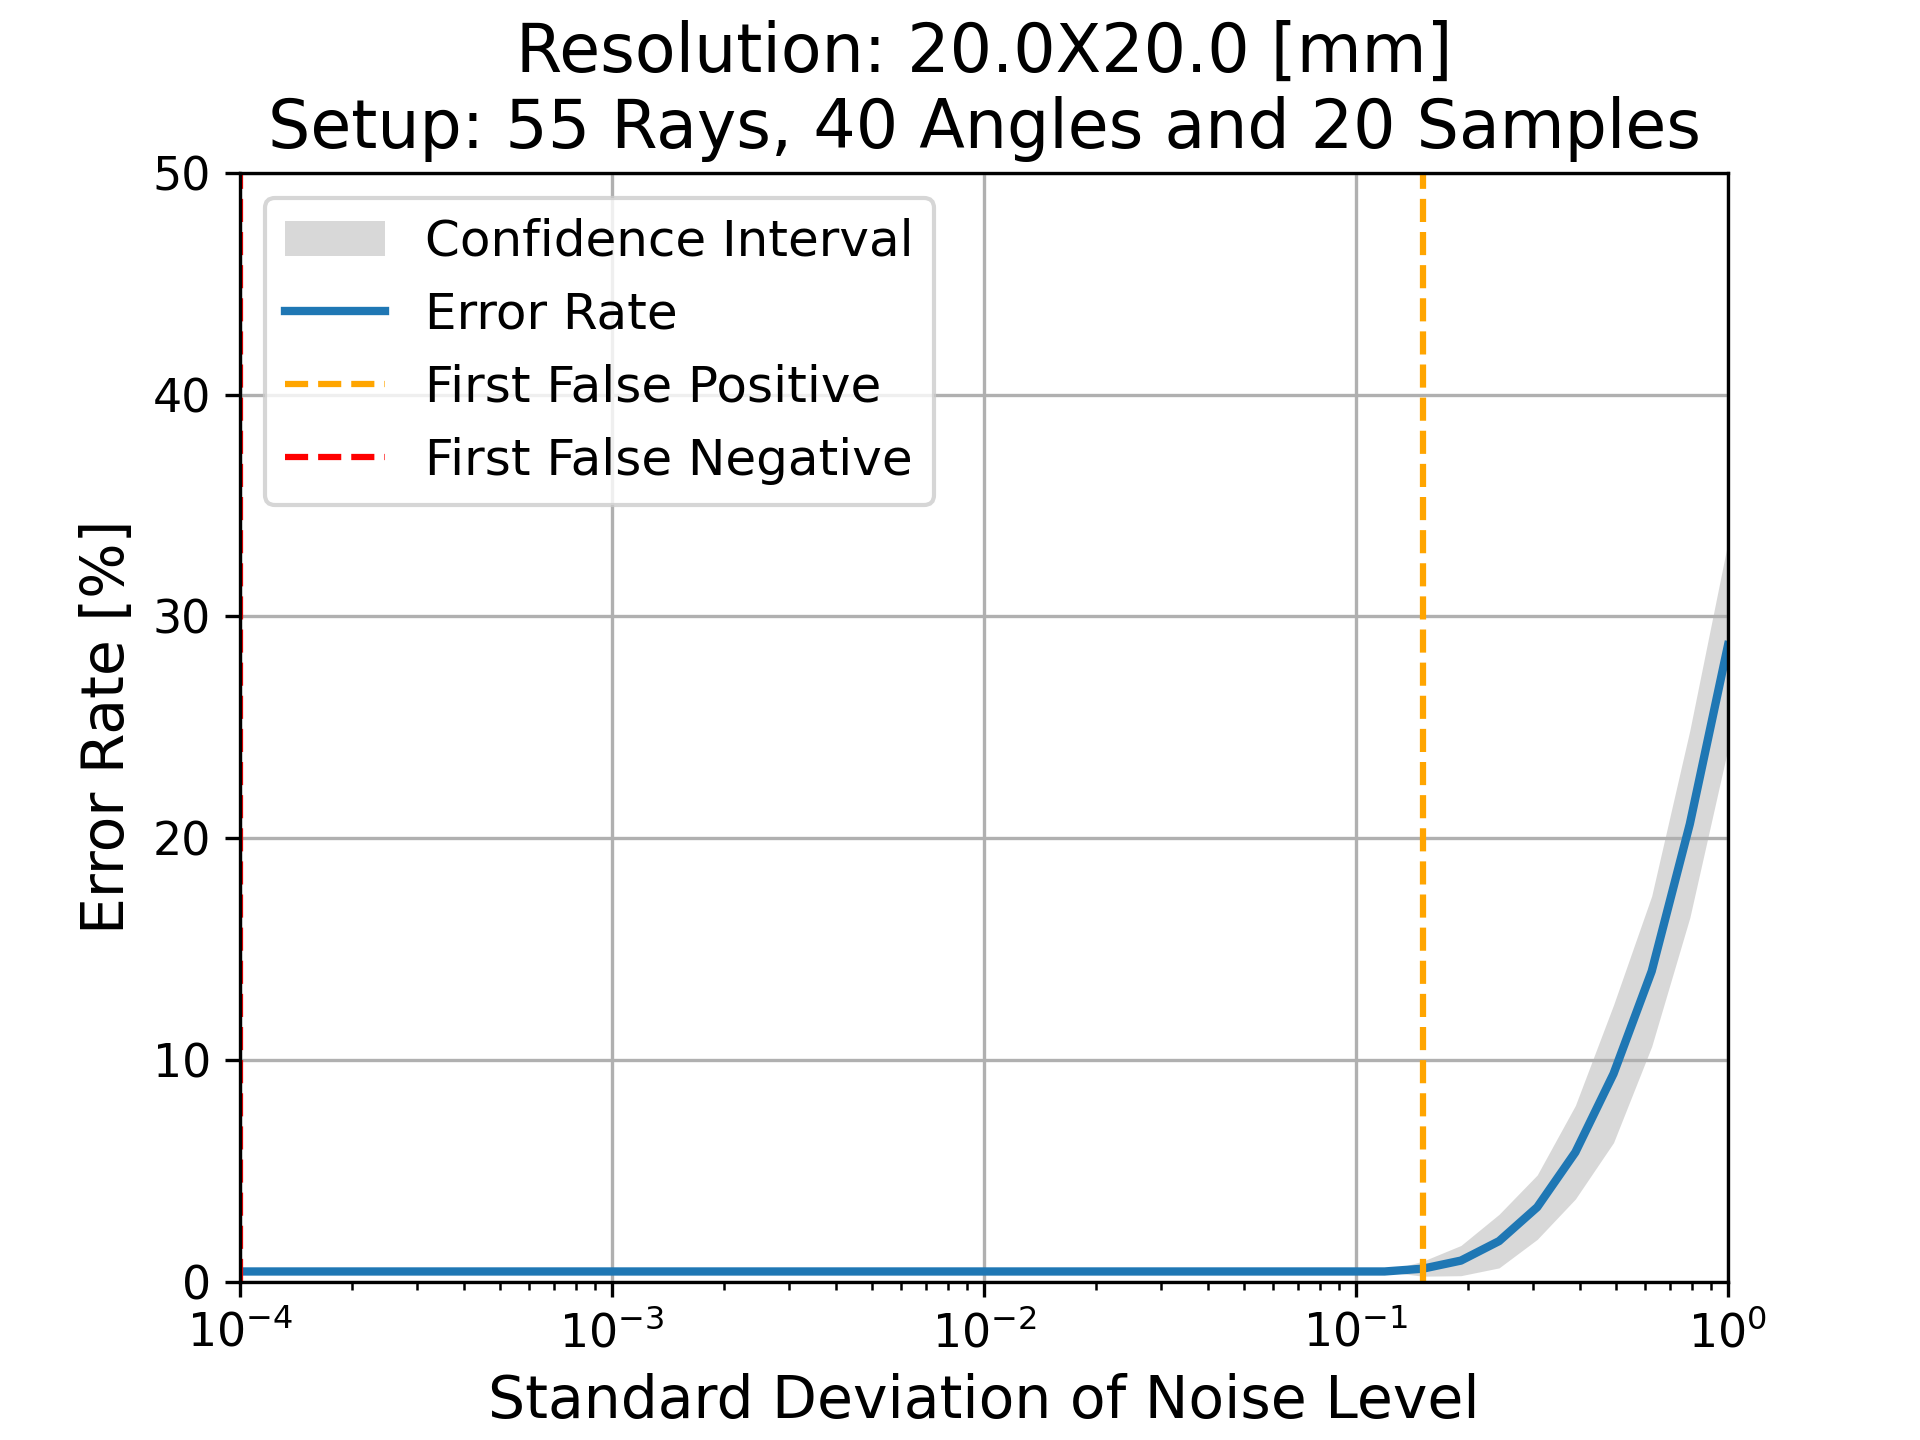 Resolution: 20.0X20.0 [mm]
Setup: 55 Rays, 40 Angles and 20 Samples
50
40
30
20
10
0
Error Rate [%]
Confidence Interval
Error Rate
First False Positive
First False Negative
10⁻⁴ 10⁻³ 10⁻² 10⁻¹ 10⁰
Standard Deviation of Noise Level